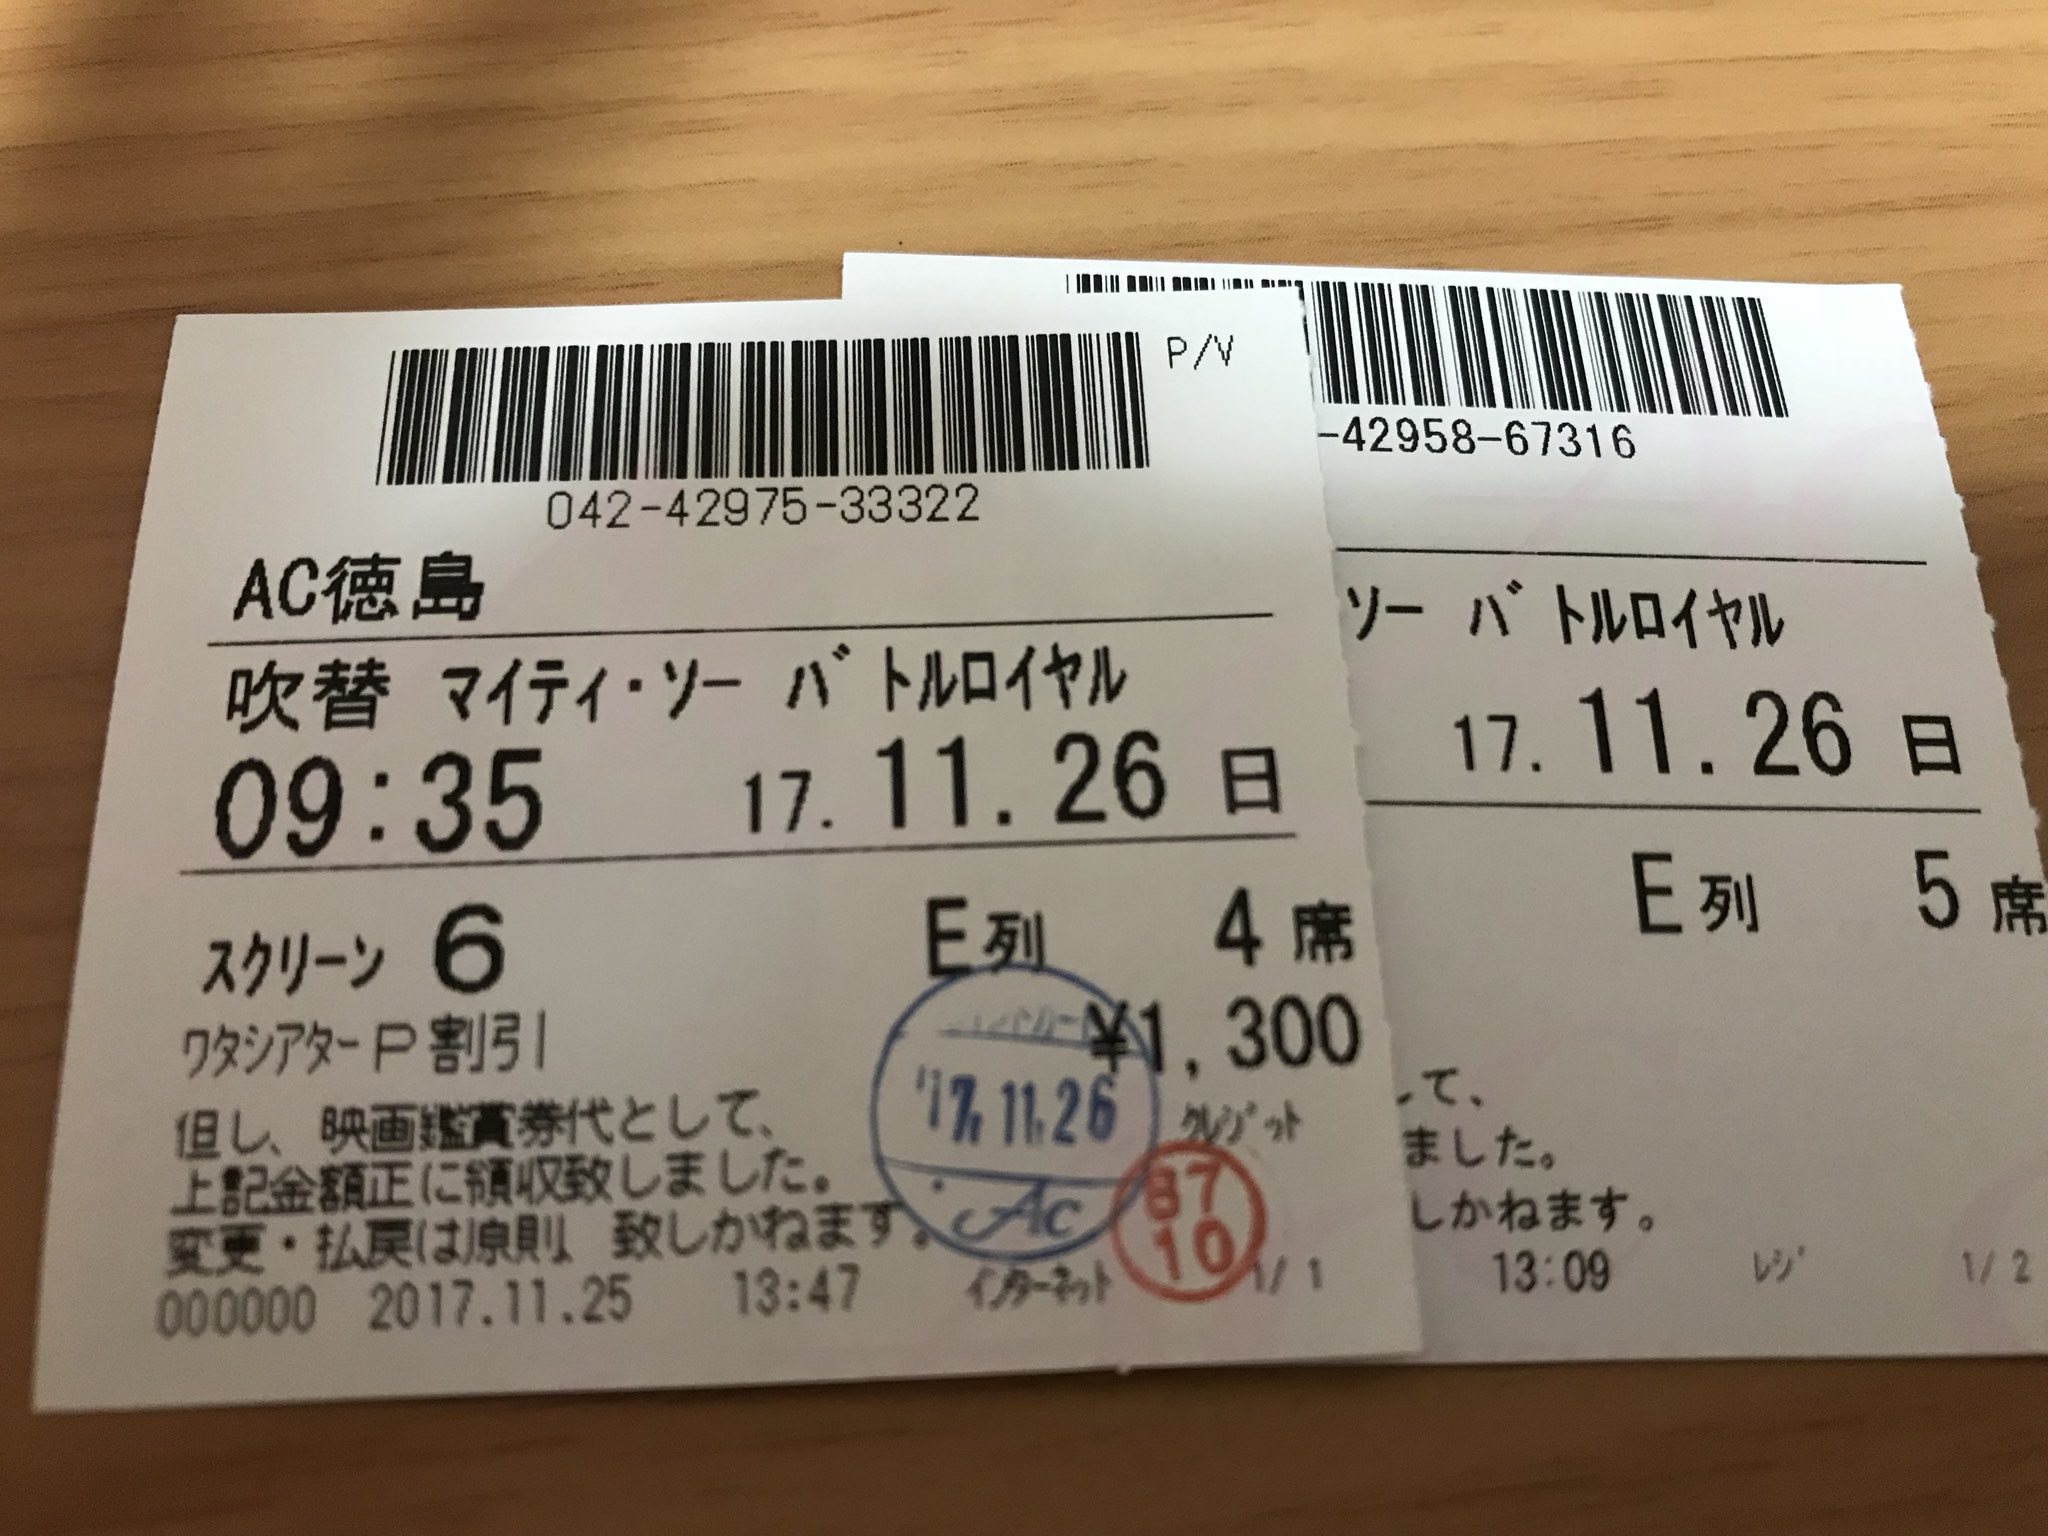 P/V
042-42975-33322
AC徳島
吹替 マイティ・ソー バトルロイヤル
09:35 17.11.26 日
スクリーン 6 E列 4席
ワタシアターP割引 ¥1,300
クレジット
但し、映画鑑賞券代として、
上記金額正に領収致しました。
変更・払戻は原則、致しかねます。
000000 2017.11.25 13:47 インターネット 1/ 1
'17.11.26
Ac
87
10
-42958-67316
ソー バトルロイヤル
17.11.26 日
E列 5席
して、
ました。
しかねます。
13:09 レジ 1/ 2